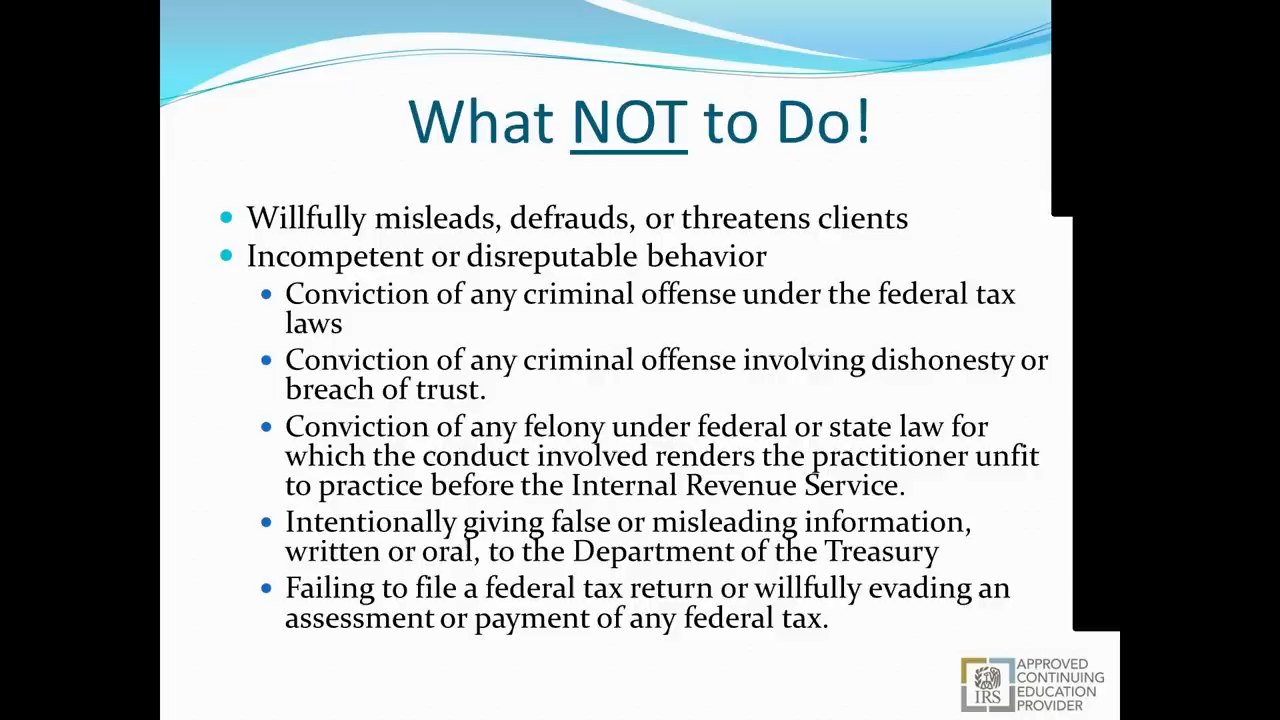 What NOT to Do!
Willfully misleads, defrauds, or threatens clients
Incompetent or disreputable behavior
Conviction of any criminal offense under the federal tax
laws
Conviction of any criminal offense involving dishonesty or
breach of trust.
Conviction of any felony under federal or state law for
which the conduct involved renders the practitioner unfit
to practice before the Internal Revenue Service.
Intentionally giving false or misleading information,
written or oral, to the Department of the Treasury
Failing to file a federal tax return or willfully evading an
assessment or payment of any federal tax.
IRS
APPROVED
CONTINUING
EDUCATION
PROVIDER